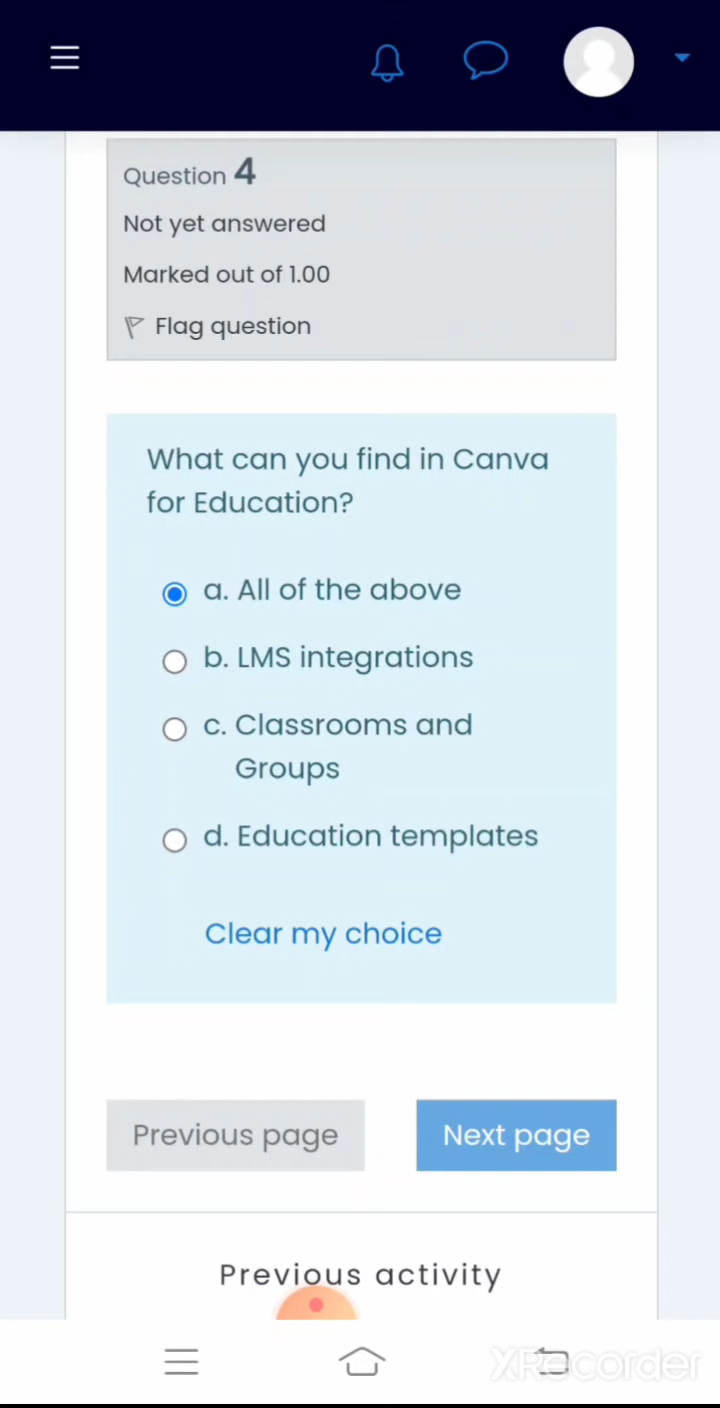 Question 4
Not yet answered
Marked out of 1.00
Flag question
What can you find in Canva
for Education?
a. All of the above
b. LMS integrations
c. Classrooms and
Groups
d. Education templates
Clear my choice
Previous page
Next page
Previous activity
XRecorder